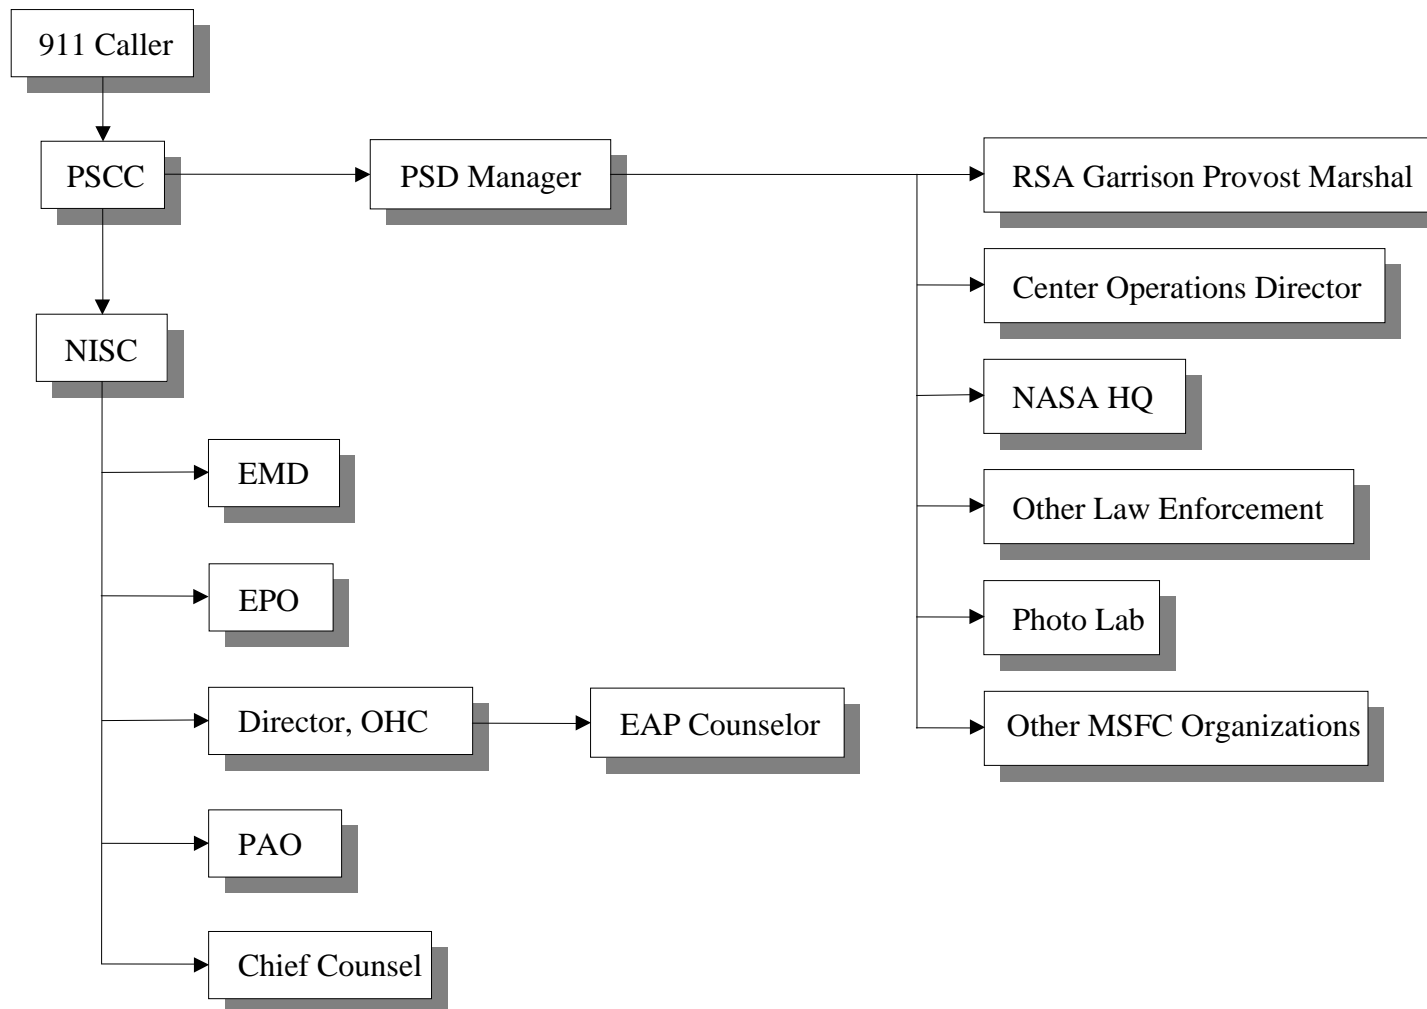 911 Caller
PSCC
PSD Manager
RSA Garrison Provost Marshal
Center Operations Director
NISC
NASA HQ
EMD
Other Law Enforcement
EPO
Photo Lab
Director, OHC
EAP Counselor
Other MSFC Organizations
PAO
Chief Counsel